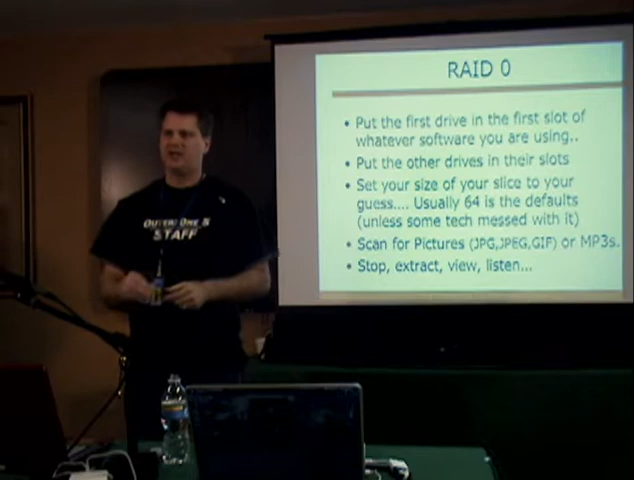 RAID 0
• Put the first drive in the first slot of
whatever software you are using..
• Put the other drives in their slots
• Set your size of your slice to your
guess.... Usually 64 is the defaults
(unless some tech messed with it)
• Scan for Pictures (JPG,JPEG,GIF) or MP3s.
• Stop, extract, view, listen...
STAFF